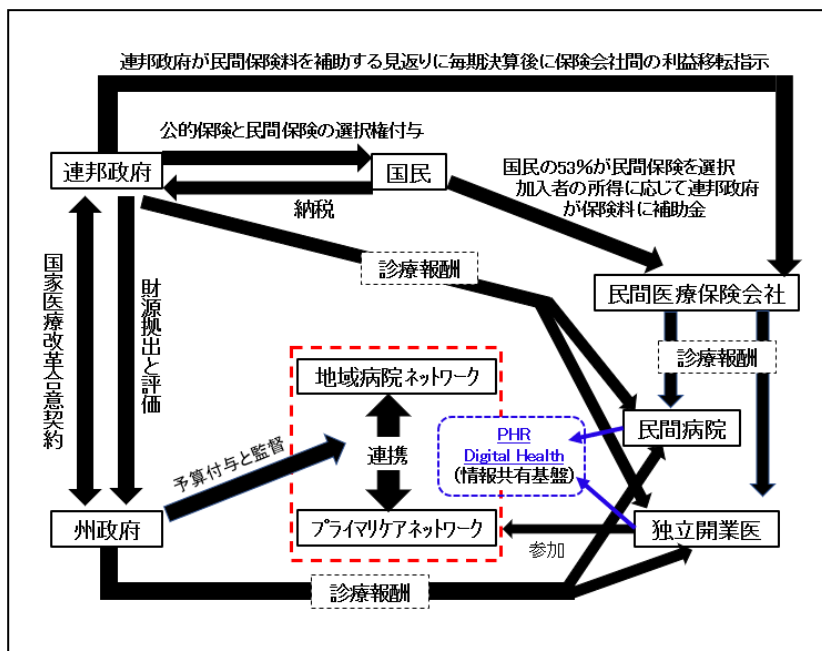 連邦政府が民間保険料を補助する見返りに毎期決算後に保険会社間の利益移転指示
公的保険と民間保険の選択権付与
連邦政府
国民
納税
国民の53%が民間保険を選択
加入者の所得に応じて連邦政府
が保険料に補助金
診療報酬
民間医療保険会社
国家医療改革合意契約
財源拠出と評価
診療報酬
地域病院ネットワーク
連携
PHR
Digital Health
(情報共有基盤)
民間病院
予算付与と監督
州政府
プライマリケアネットワーク
参加
独立開業医
診療報酬